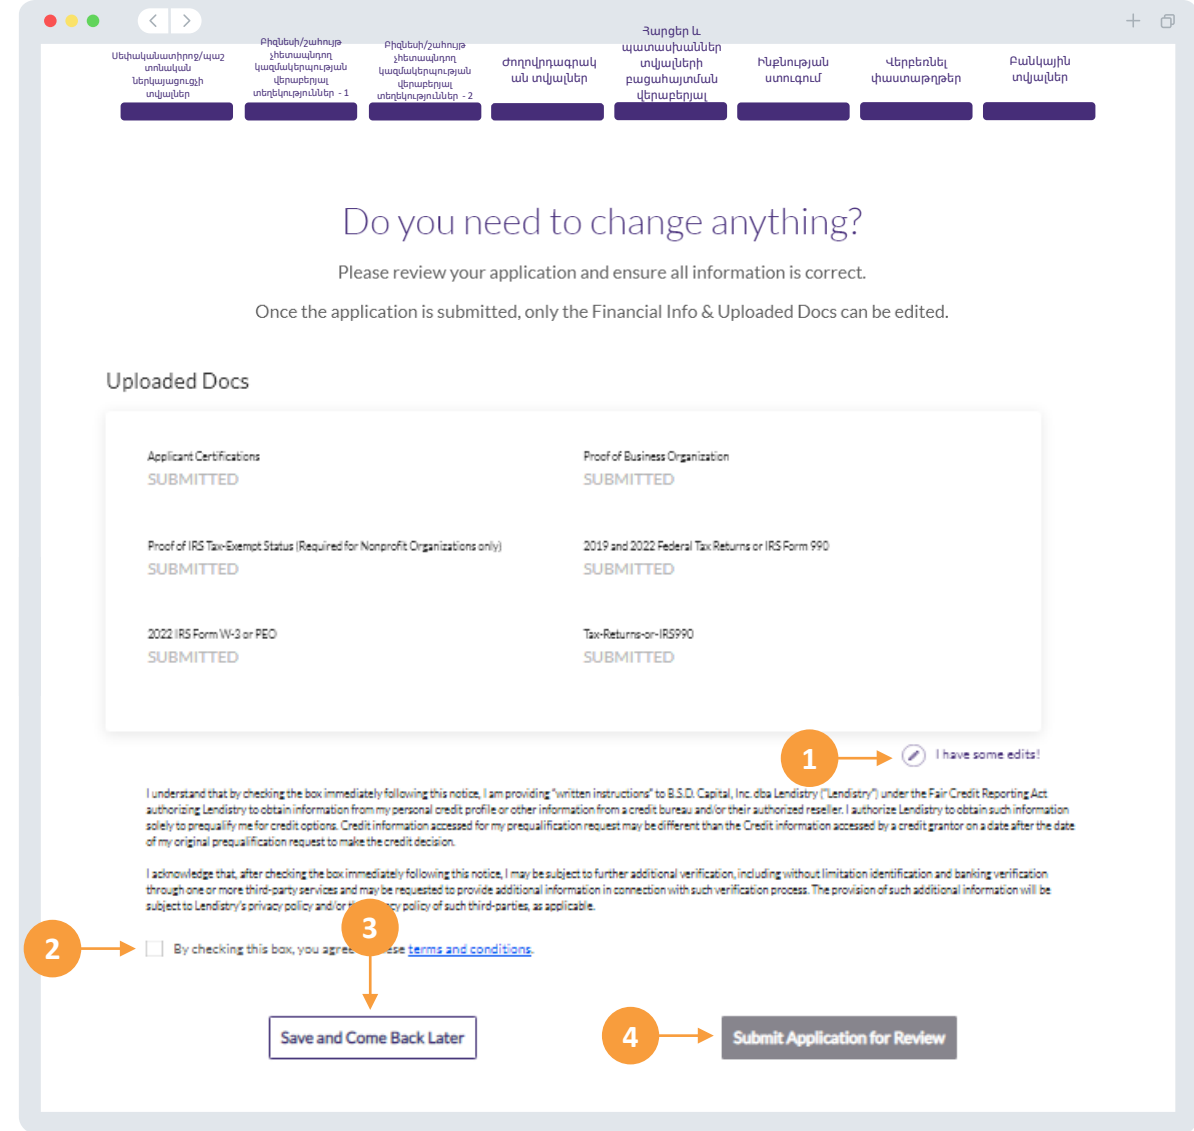 Սեփականատիրոջ/պաշ
տոնական
ներկայացուցչի
տվյալներ
Բիզնեսի/շահույթ
չհետապնդող
կազմակերպության
վերաբերյալ
տեղեկություններ - 1
Բիզնեսի/շահույթ
չհետապնդող
կազմակերպության
վերաբերյալ
տեղեկություններ - 2
Ժողովրդագրակ
ան տվյալներ
Հարցեր և
պատասխաններ
տվյալների
բացահայտման
վերաբերյալ
Ինքնության
ստուգում
Վերբեռնել
փաստաթղթեր
Բանկային
տվյալներ
Do you need to change anything?
Please review your application and ensure all information is correct.
Once the application is submitted, only the Financial Info & Uploaded Docs can be edited.
Uploaded Docs
Applicant Certifications
SUBMITTED
Proof of Business Organization
SUBMITTED
Proof of IRS Tax-Exempt Status (Required for Nonprofit Organizations only)
SUBMITTED
2019 and 2022 Federal Tax Returns or IRS Form 990
SUBMITTED
2022 IRS Form W-3 or PEO
SUBMITTED
Tax-Returns-or-IRS990
SUBMITTED
1
I have some edits!
I understand that by checking the box immediately following this notice, I am providing "written instructions" to B.S.D. Capital, Inc. dba Lendistry ("Lendistry") under the Fair Credit Reporting Act
authorizing Lendistry to obtain information from my personal credit profile or other information from a credit bureau and/or their authorized reseller. I authorize Lendistry to obtain such information
solely to prequalify me for credit options. Credit information accessed for my prequalification request may be different than the Credit information accessed by a credit grantor on a date after the date
of my original prequalification request to make the credit decision.
I acknowledge that, after checking the box immediately following this notice, I may be subject to further additional verification, including without limitation identification and banking verification
through one or more third-party services and may be requested to provide additional information in connection with such verification process. The provision of such additional information will be
subject to Lendistry's privacy policy and/or cy policy of such third-parties, as applicable.
3
2
By checking this box, you agre ese terms and conditions.
Save and Come Back Later
4
Submit Application for Review